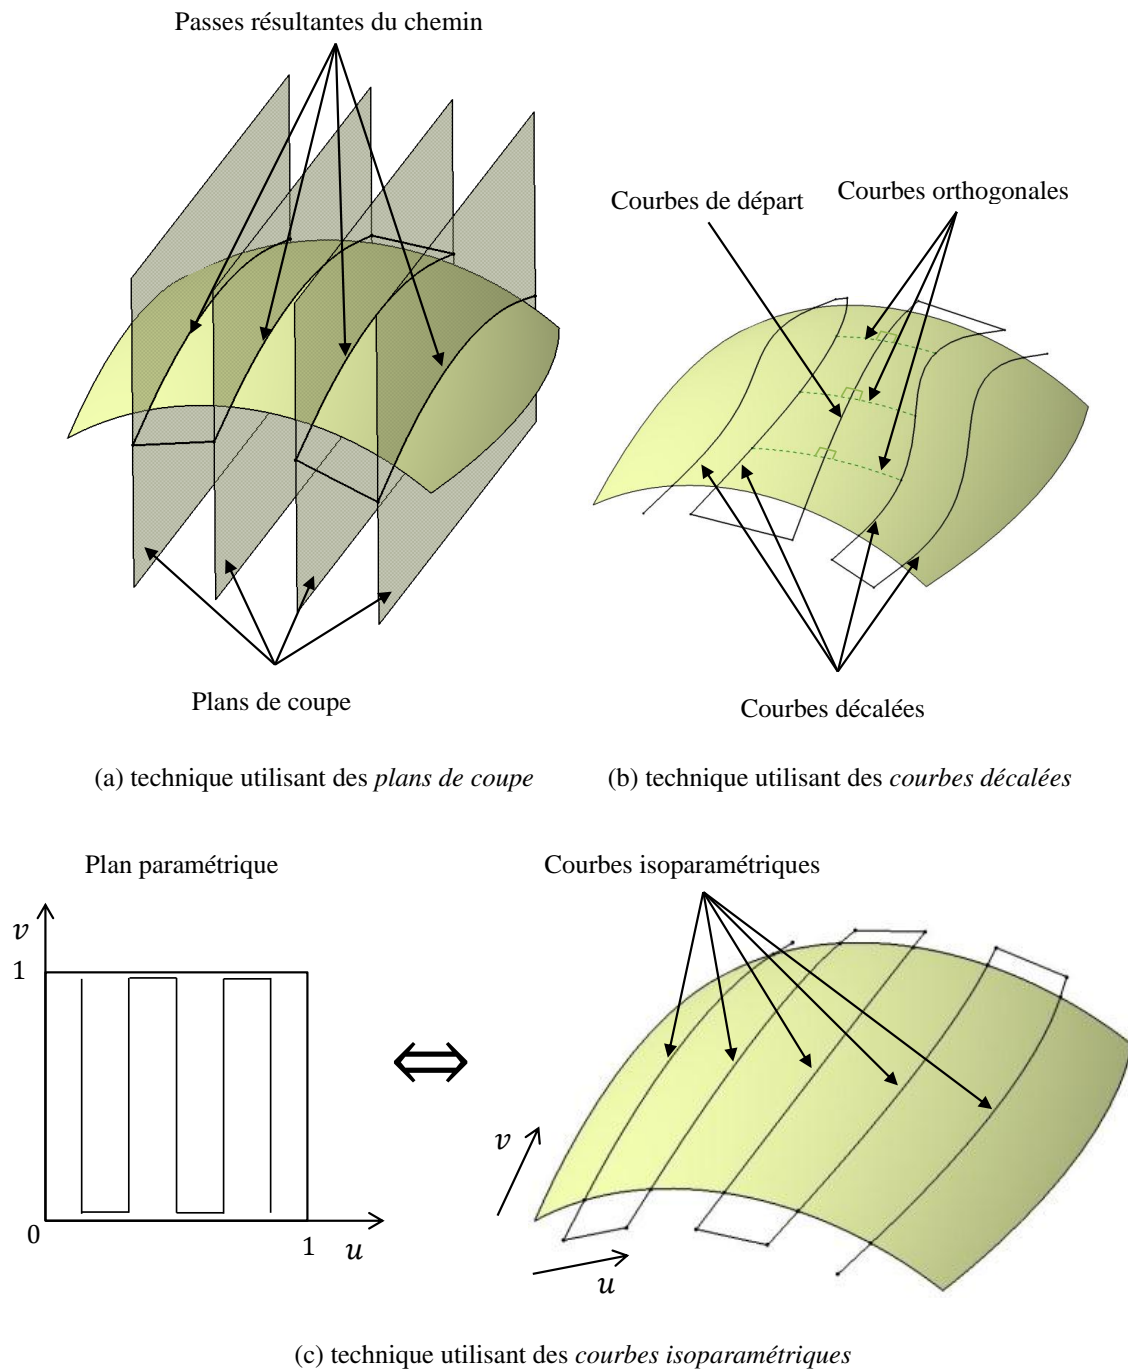 Passes résultantes du chemin
Courbes de départ
Courbes orthogonales
Plans de coupe
Courbes décalées
(a) technique utilisant des plans de coupe
(b) technique utilisant des courbes décalées
Plan paramétrique
Courbes isoparamétriques
v
1
0
1
u
v
u
(c) technique utilisant des courbes isoparamétriques